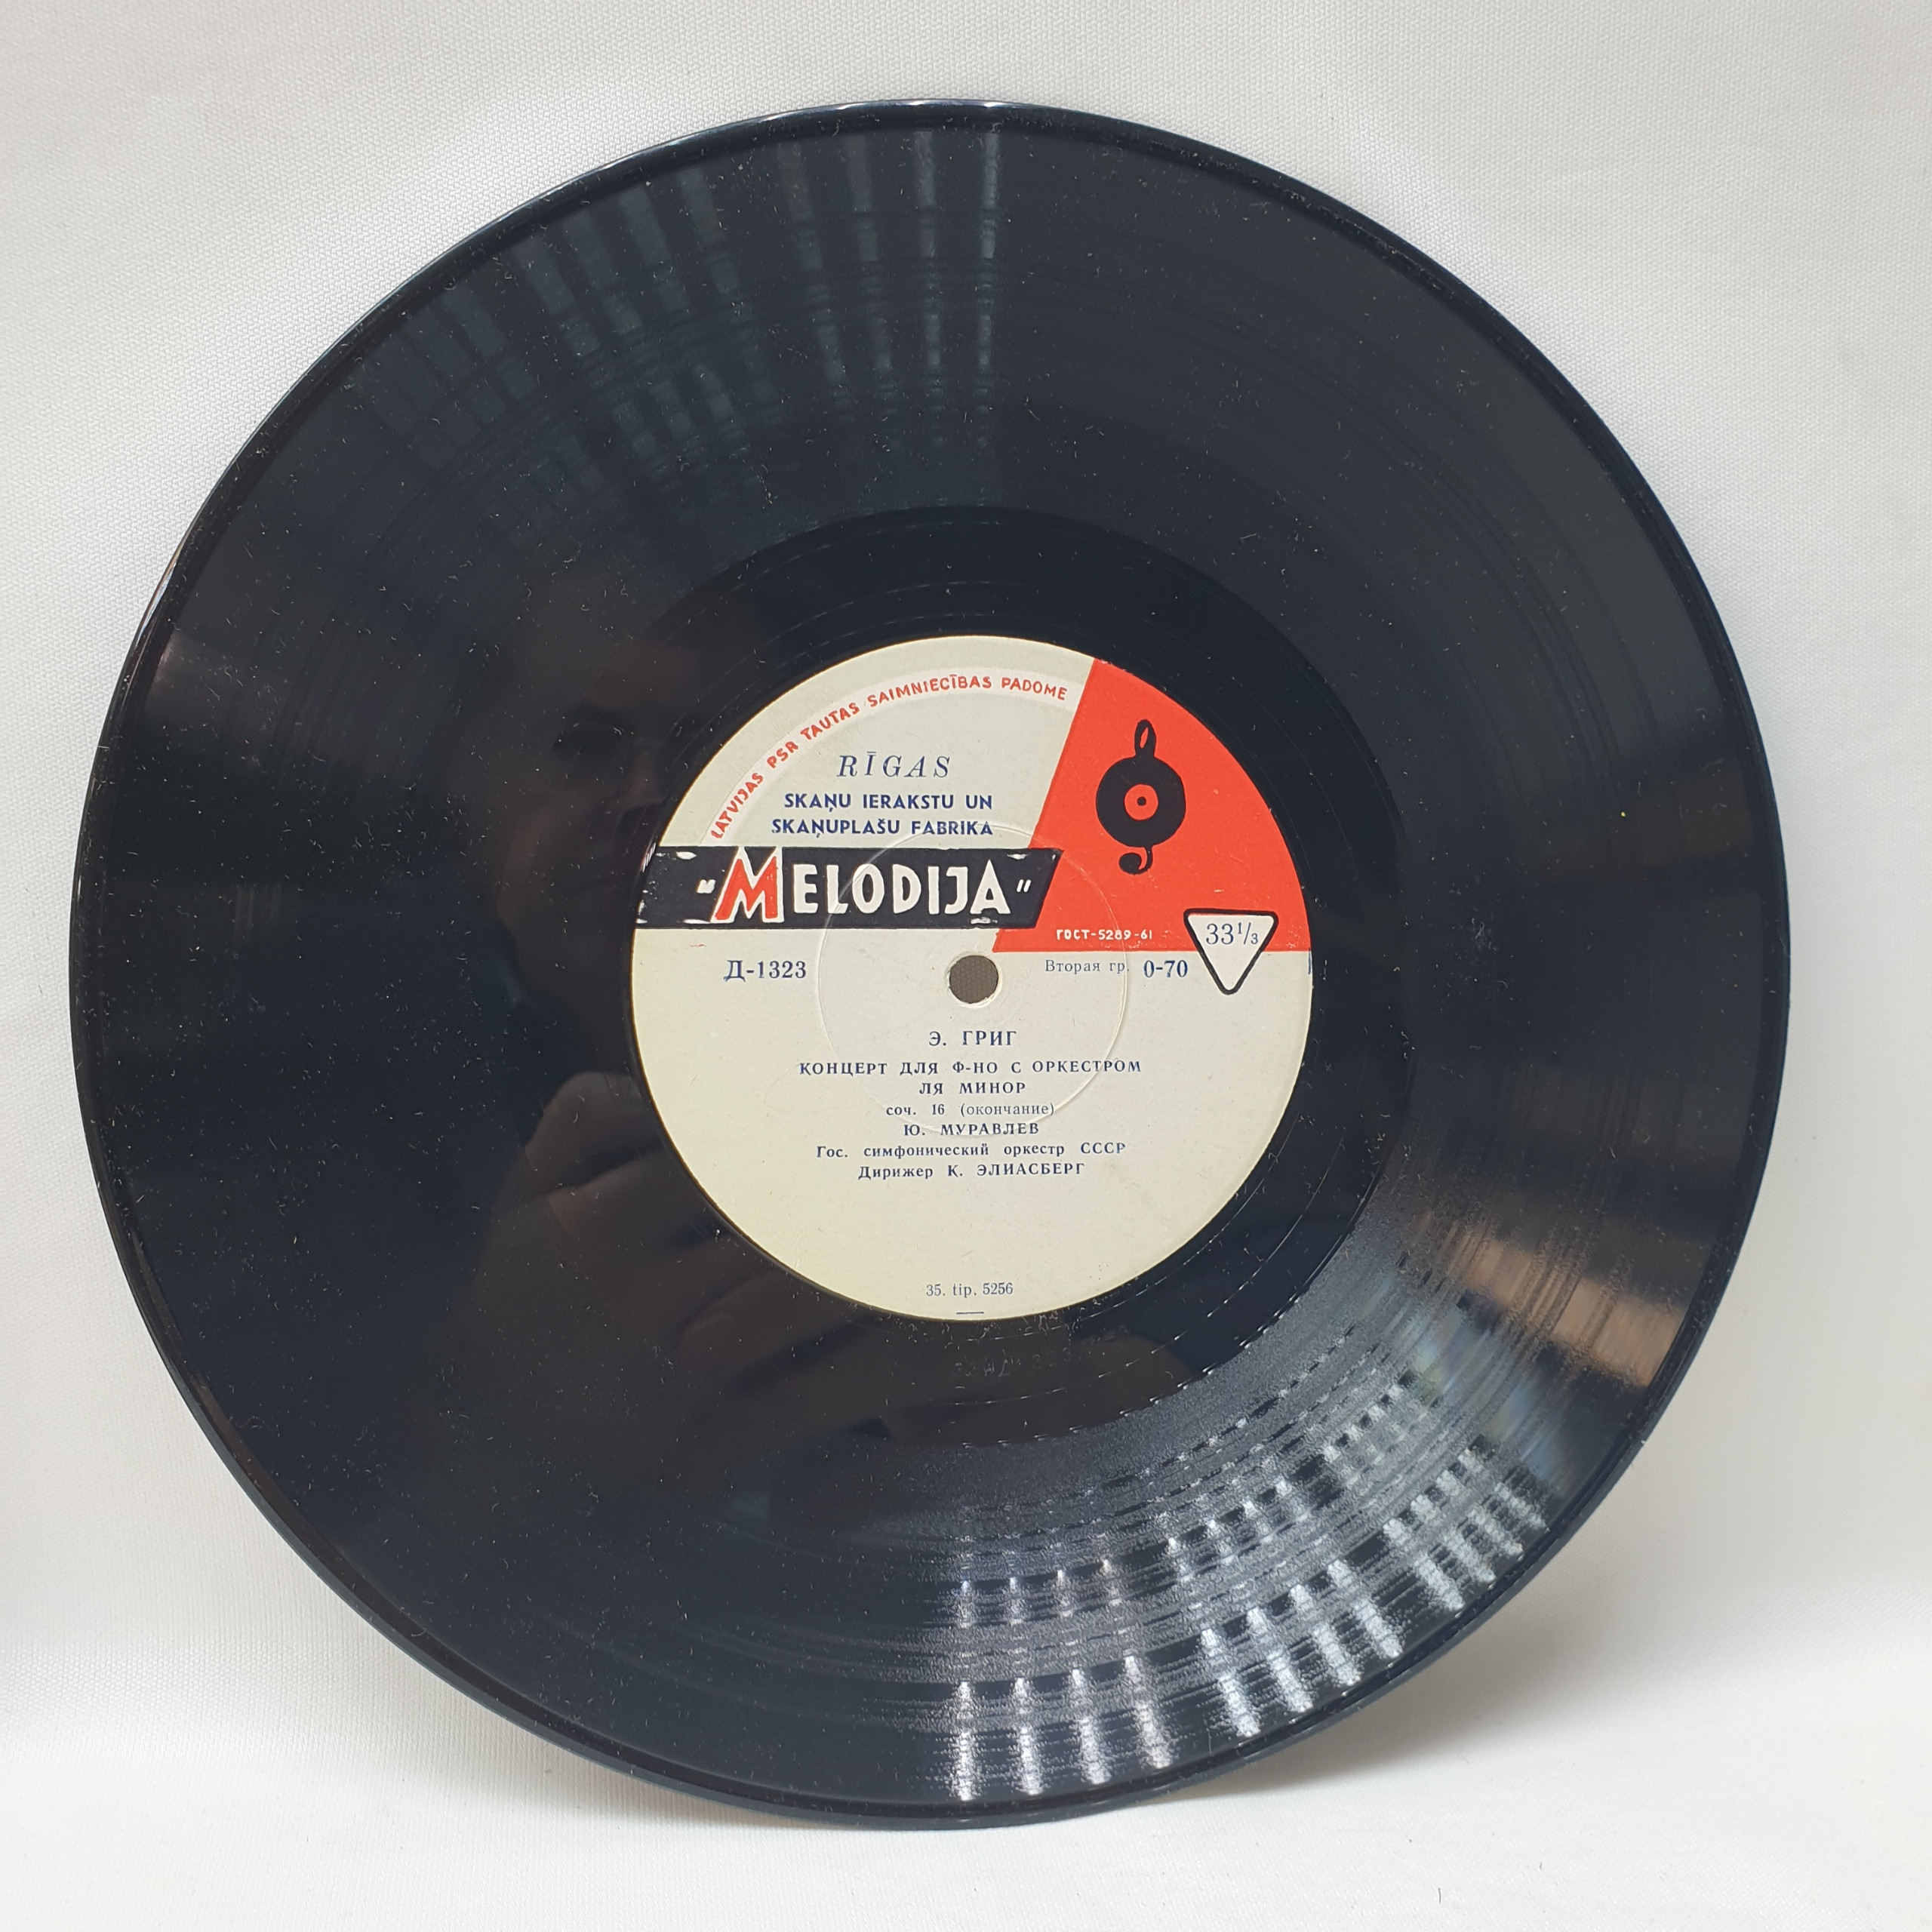 LATVIJAS PSR TAUTAS SAIMNIECĪBAS PADOME
RĪGAS
SKAŅU IERAKSTU UN
SKAŅUPLAŠU FABRIKA
"MELODIJA"
ГОСТ-5289-61
33⅓
Д-1323
Вторая гр. 0-70
Э. ГРИГ
КОНЦЕРТ ДЛЯ Ф-НО С ОРКЕСТРОМ
ЛЯ МИНОР
соч. 16 (окончание)
Ю. МУРАВЛЕВ
Гос. симфонический оркестр СССР
Дирижер К. ЭЛИАСБЕРГ
35. tip. 5256